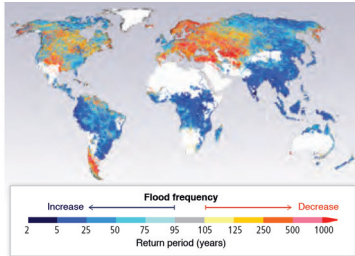 Flood frequency
Increase Decrease
2 5 25 50 75 95 105 125 250 500 1000
Return period (years)